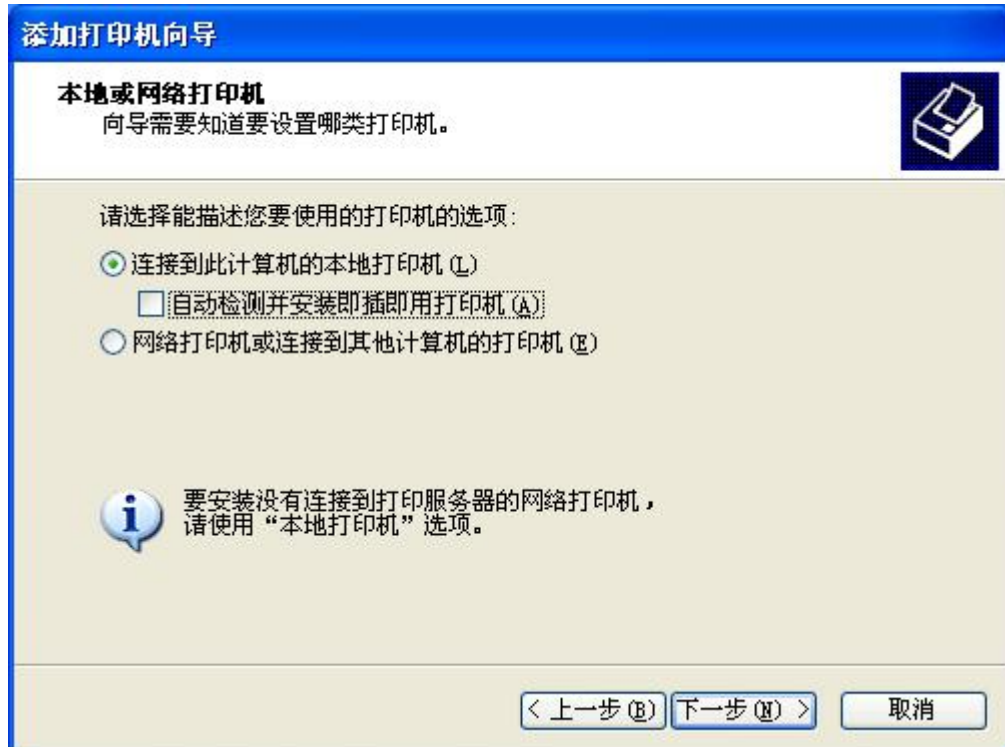 添加打印机向导
本地或网络打印机
向导需要知道要设置哪类打印机。
请选择能描述您要使用的打印机的选项:
连接到此计算机的本地打印机(L)
自动检测并安装即插即用打印机(A)
网络打印机或连接到其他计算机的打印机(E)
要安装没有连接到打印服务器的网络打印机，
请使用“本地打印机”选项。
< 上一步(B) 下一步(N) > 取消